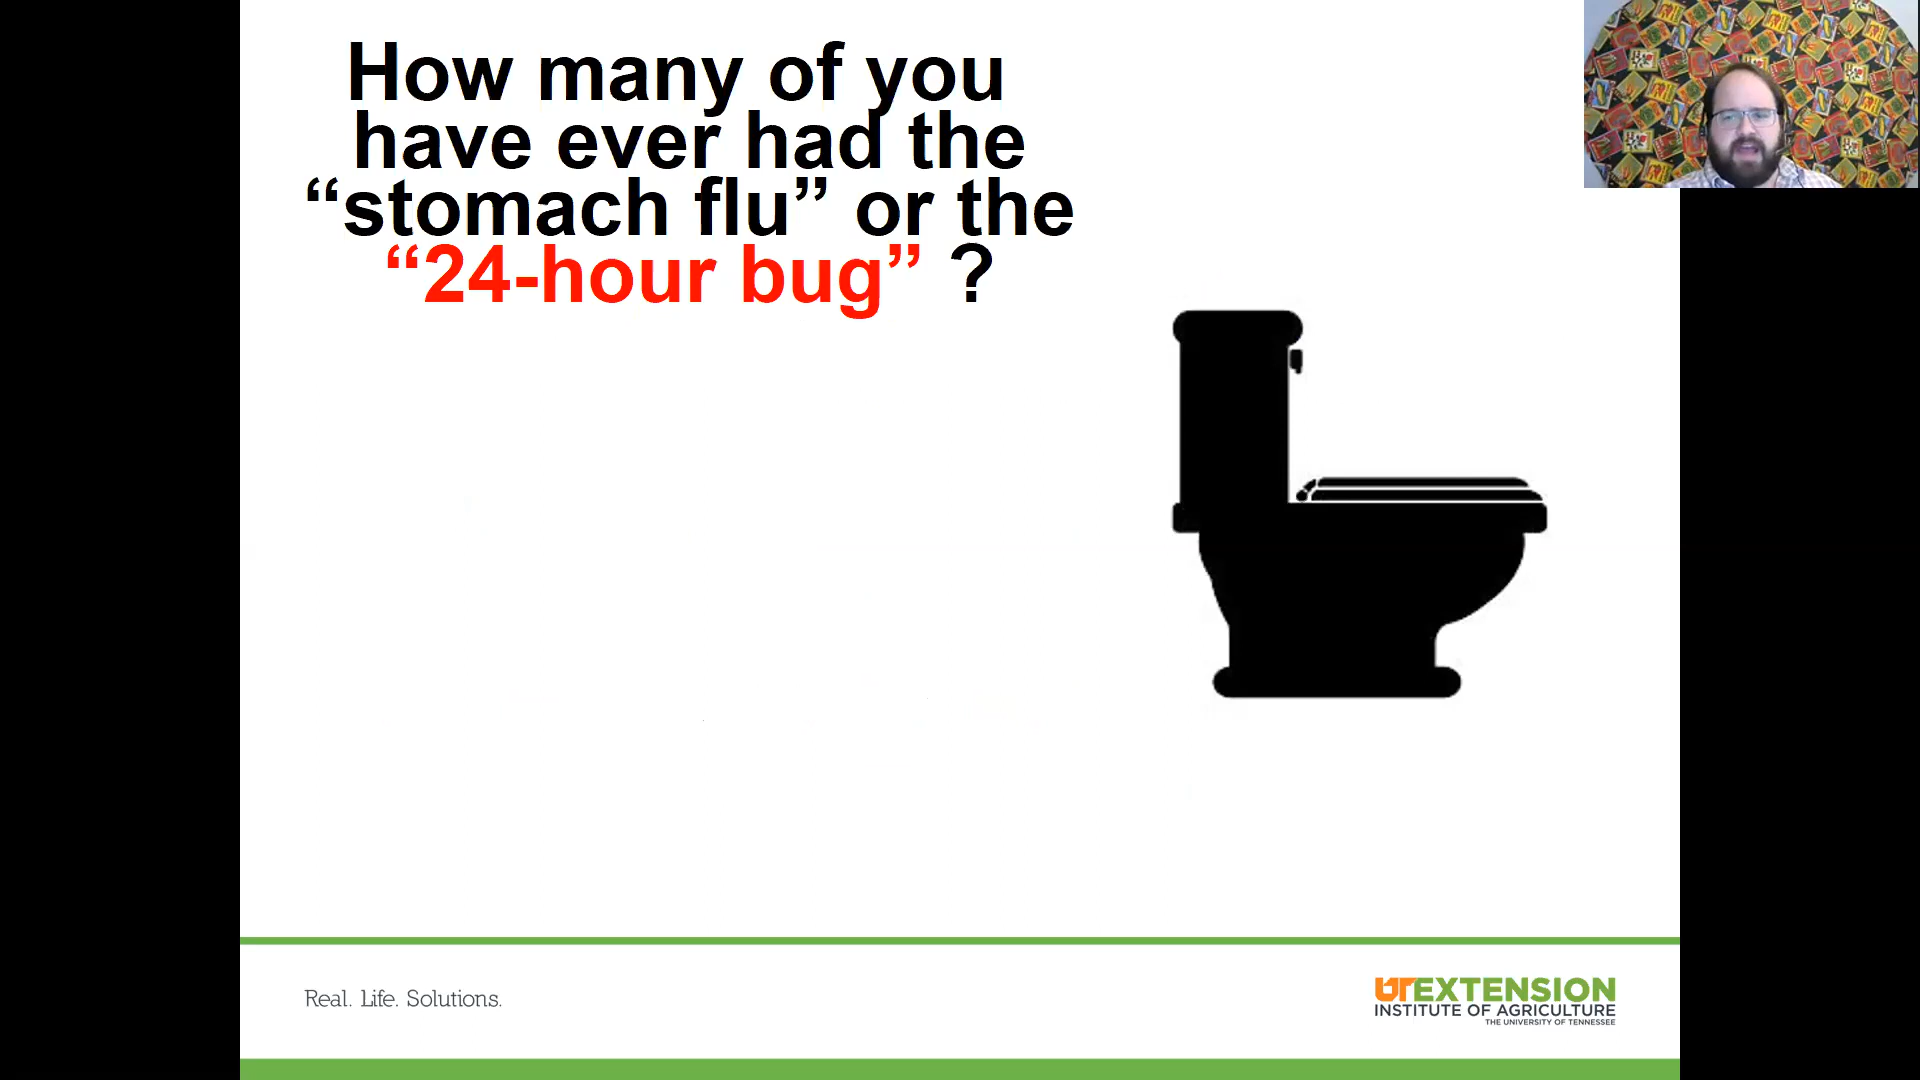 How many of you
have ever had the
“stomach flu” or the
“24-hour bug” ?
Real. Life. Solutions.
UTEXTENSION
INSTITUTE OF AGRICULTURE
THE UNIVERSITY OF TENNESSEE